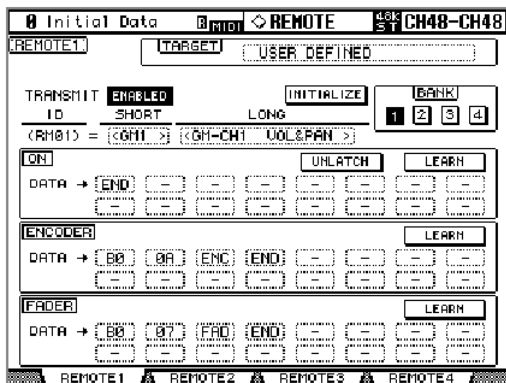 0 Initial Data MIDI ◇REMOTE 48k ST CH48-CH48
REMOTE1 TARGET USER DEFINED
TRANSMIT ENABLED INITIALIZE BANK
ID SHORT LONG 1 2 3 4
(RM01) = <GM1 > <GM-CH1 VOL&PAN >
ON UNLATCH LEARN
DATA → END - - - - - - -
- - - - - - - -
ENCODER LEARN
DATA → B0 0A ENC END - - - -
- - - - - - - -
FADER LEARN
DATA → B0 07 FAD END - - - -
- - - - - - - -
REMOTE1 REMOTE2 REMOTE3 REMOTE4